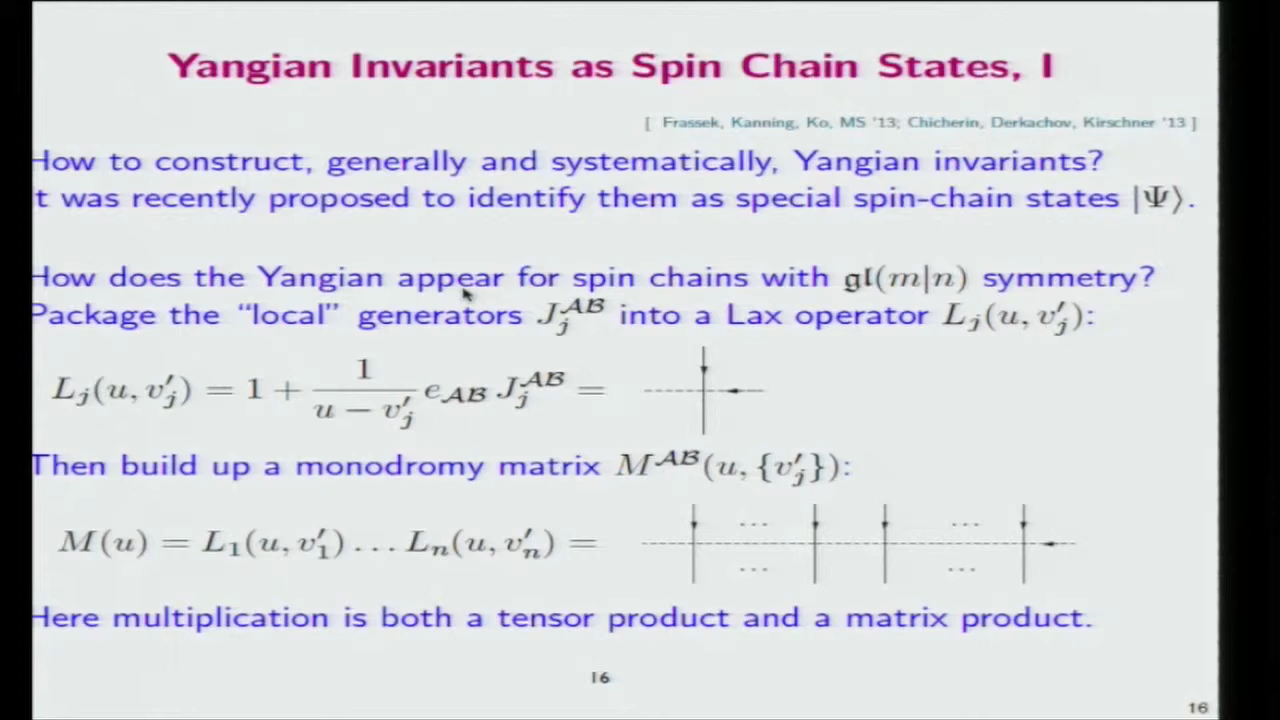 Yangian Invariants as Spin Chain States, I
[ Frassek, Kanning, Ko, MS '13; Chicherin, Derkachov, Kirschner '13 ]
How to construct, generally and systematically, Yangian invariants?
It was recently proposed to identify them as special spin-chain states |Ψ⟩.
How does the Yangian appear for spin chains with 𝔤𝔩(m|n) symmetry?
Package the "local" generators J_j^{AB} into a Lax operator L_j(u, v'_j):
L_j(u, v'_j) = 1 + \frac{1}{u − v'_j} e_{AB} J_j^{AB} =
Then build up a monodromy matrix M^{AB}(u, {v'_j}):
M(u) = L_1(u, v'_1) ... L_n(u, v'_n) =
... ...
... ...
Here multiplication is both a tensor product and a matrix product.
16
16